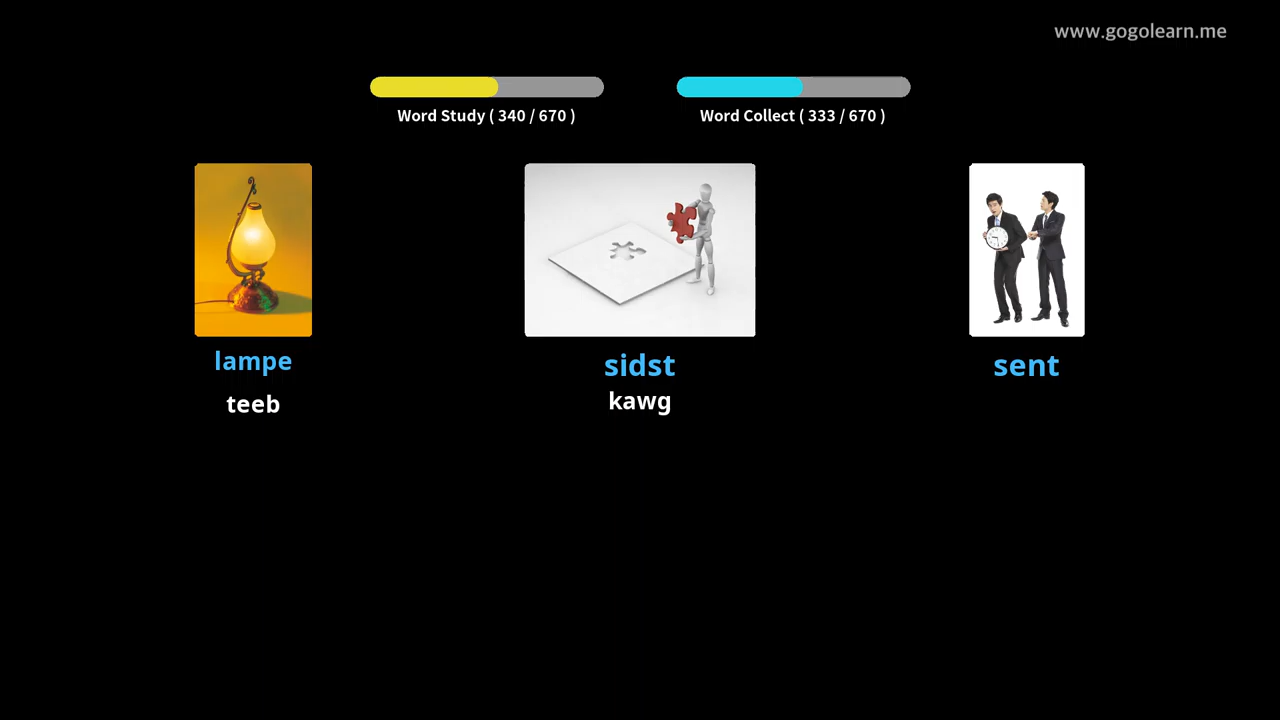 www.gogolearn.me
Word Study ( 340 / 670 )
Word Collect ( 333 / 670 )
lampe
sidst
sent
teeb
kawg